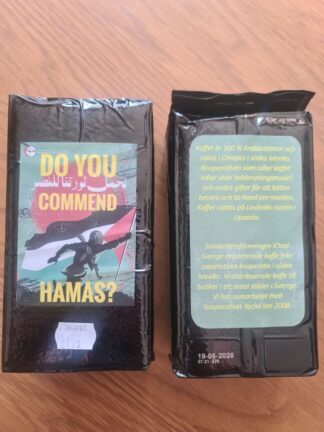 DO YOU
COMMEND
HAMAS?
Kaffet är 100 % Arabicabönor och
odlas i Chiapas i södra Mexiko.
Kooperativen som odlar kaffet
odlar utan bekämpningsmedel
och andra gifter för att bättre
bevara och ta hand om marken.
Kaffet rostas på Lindvalls rosteri i
Uppsala.
Solidaritetsföreningen
Sverige importerade kaffe från
zapatistiska kooperativ i södra
Mexiko. Vi distribuerade kaffe till
butiker i ett antal städer i Sverige.
Vi har samarbetat med
kooperativet Yachil sen 2008.
19-06-2026